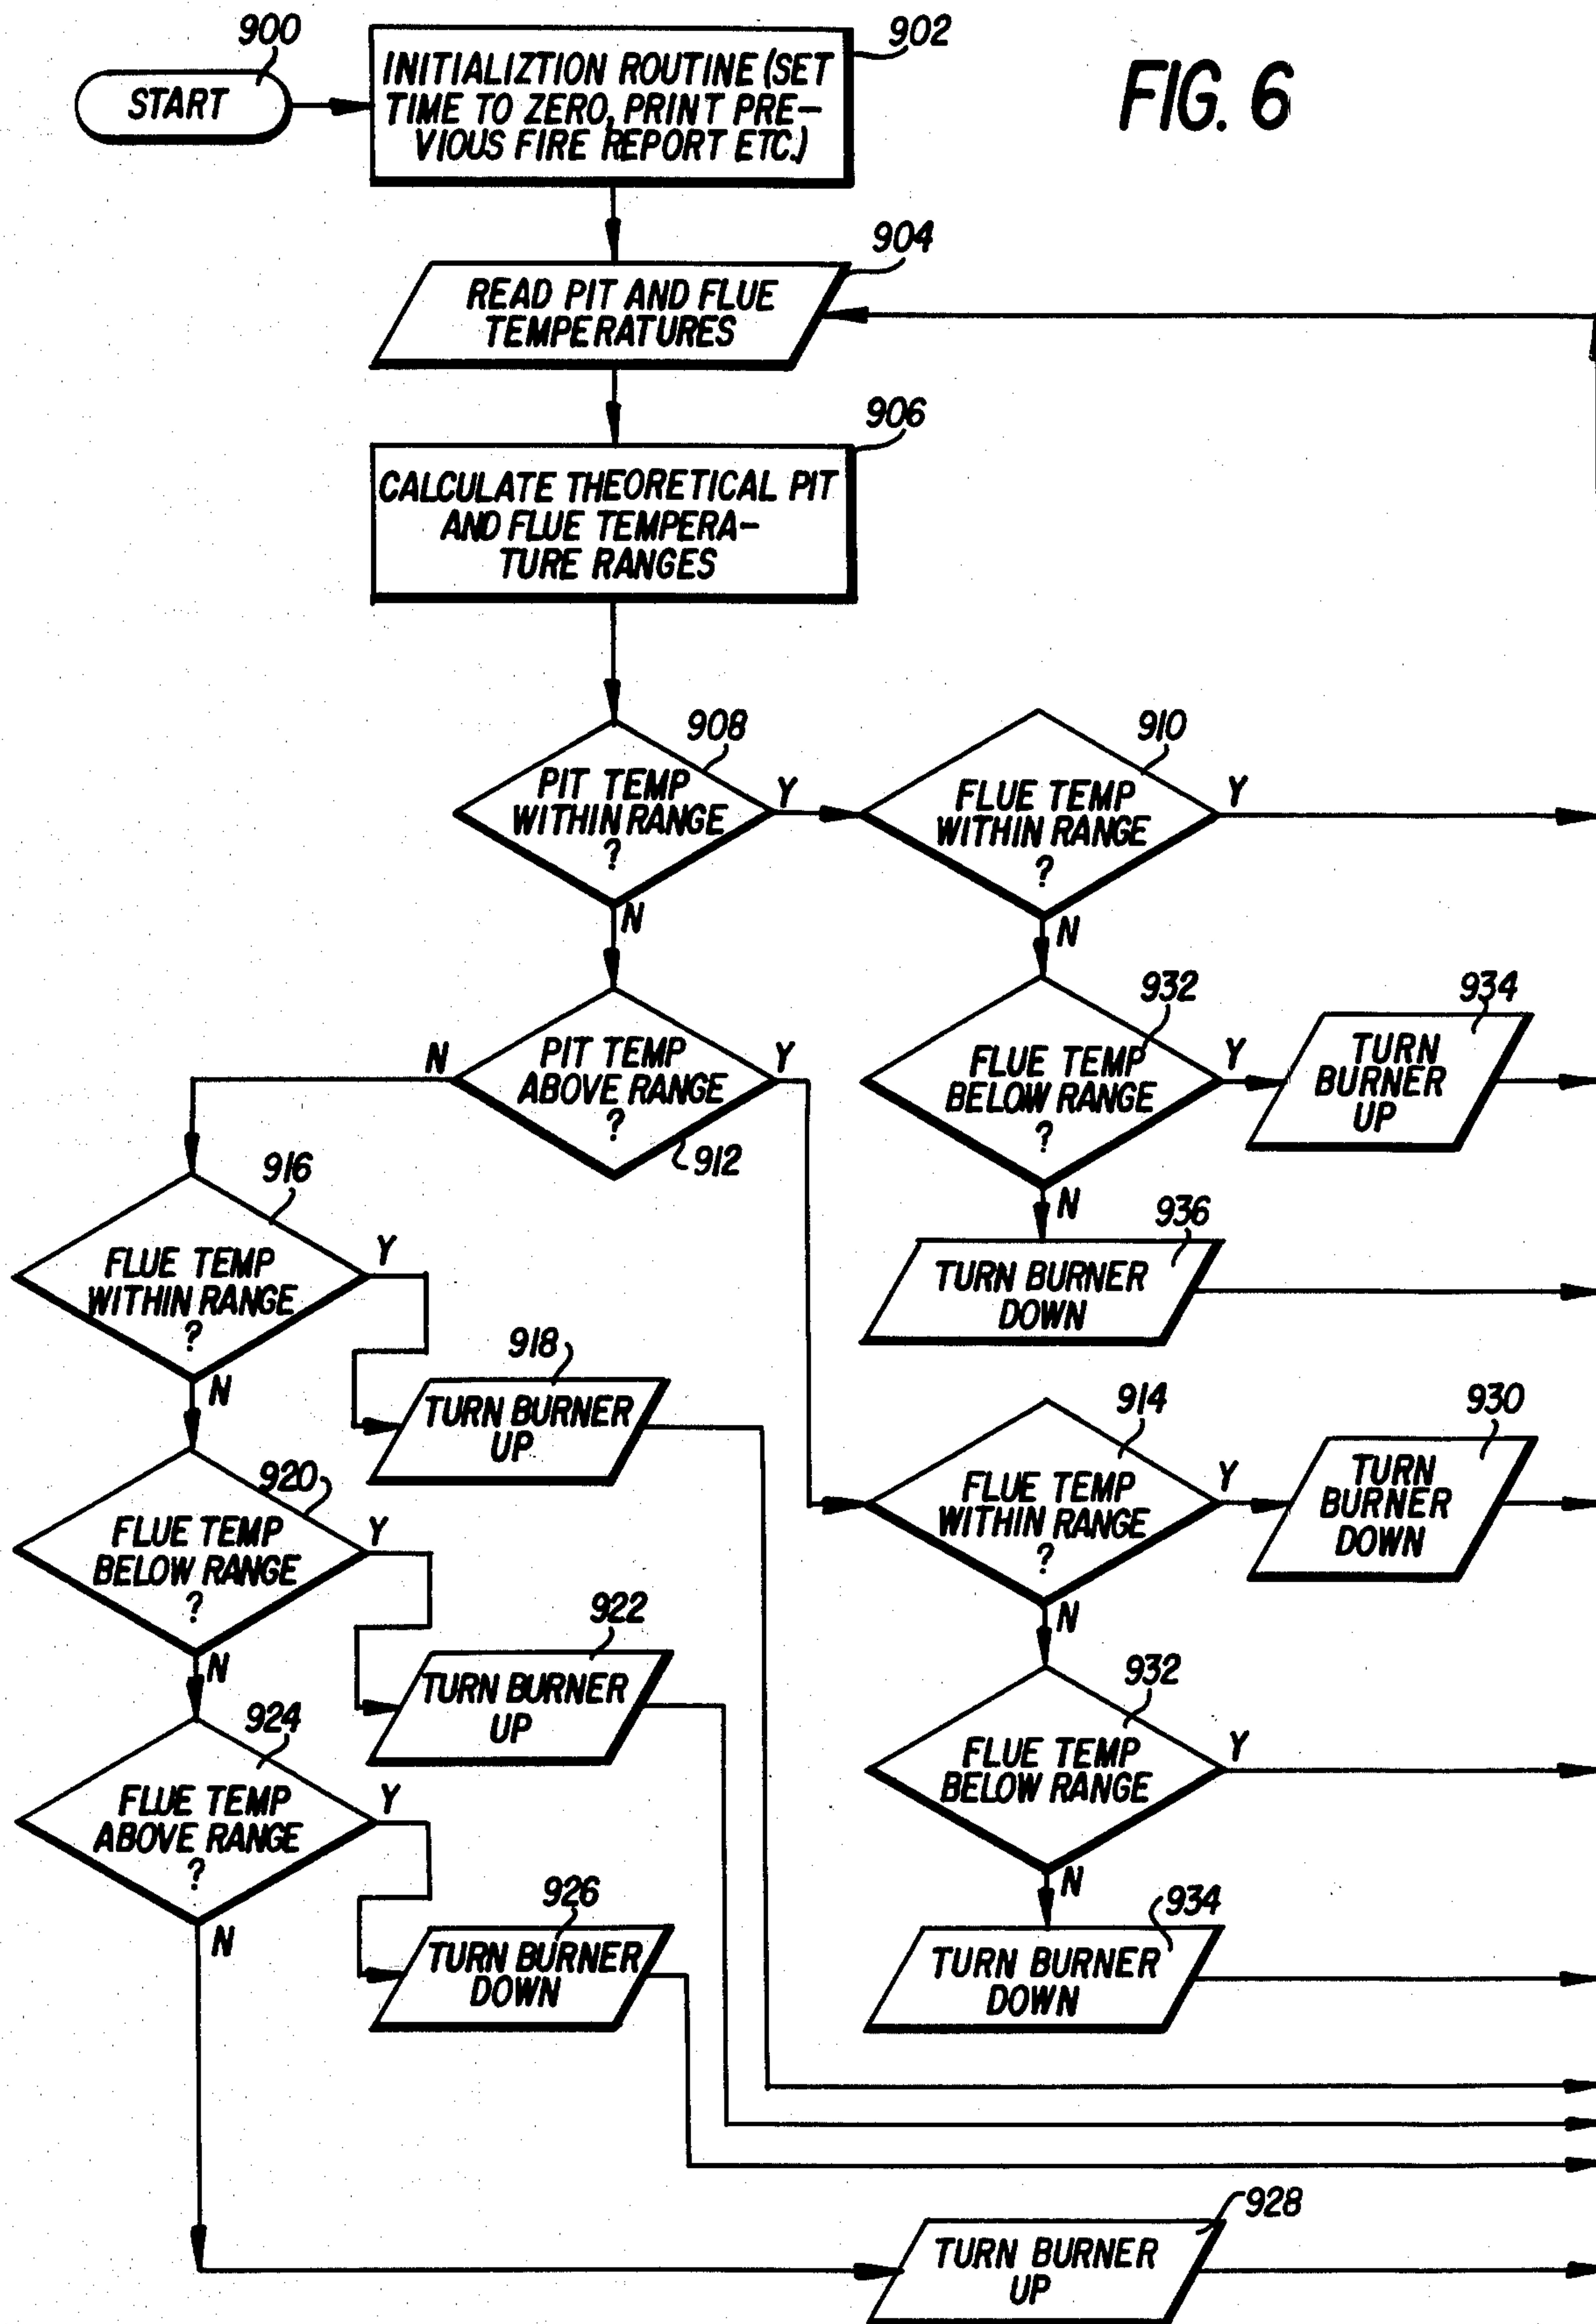 900
902
START
INITIALIZTION ROUTINE (SET
TIME TO ZERO, PRINT PRE-
VIOUS FIRE REPORT ETC.)
FIG. 6
904
READ PIT AND FLUE
TEMPERATURES
906
CALCULATE THEORETICAL PIT
AND FLUE TEMPERA-
TURE RANGES
908
PIT TEMP
WITHIN RANGE
?
Y
N
910
FLUE TEMP
WITHIN RANGE
?
Y
N
PIT TEMP
ABOVE RANGE
?
912
N
Y
932
FLUE TEMP
BELOW RANGE
?
Y
N
934
TURN
BURNER
UP
936
TURN BURNER
DOWN
916
FLUE TEMP
WITHIN RANGE
?
Y
N
918
TURN BURNER
UP
914
FLUE TEMP
WITHIN RANGE
?
Y
N
930
TURN
BURNER
DOWN
920
FLUE TEMP
BELOW RANGE
?
Y
N
922
TURN BURNER
UP
932
FLUE TEMP
BELOW RANGE
?
Y
N
924
FLUE TEMP
ABOVE RANGE
?
Y
N
926
TURN BURNER
DOWN
934
TURN BURNER
DOWN
928
TURN BURNER
UP